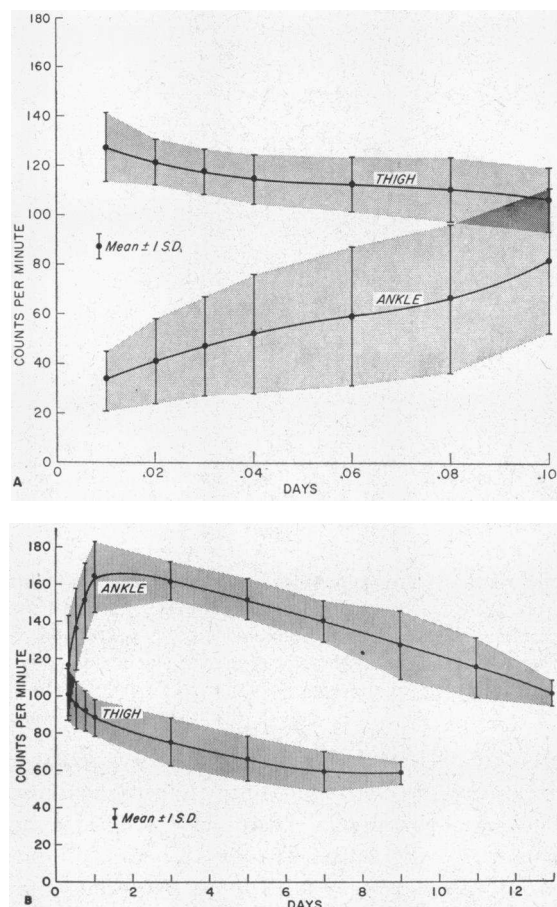 180
160
140
120
100
80
60
40
20
0
COUNTS PER MINUTE
THIGH
Mean ± 1 S.D.
ANKLE
0
.02
.04
.06
.08
.10
A
DAYS
180
160
140
120
100
80
60
40
20
0
COUNTS PER MINUTE
ANKLE
THIGH
Mean ± 1 S.D.
0
2
4
6
8
10
12
B
DAYS